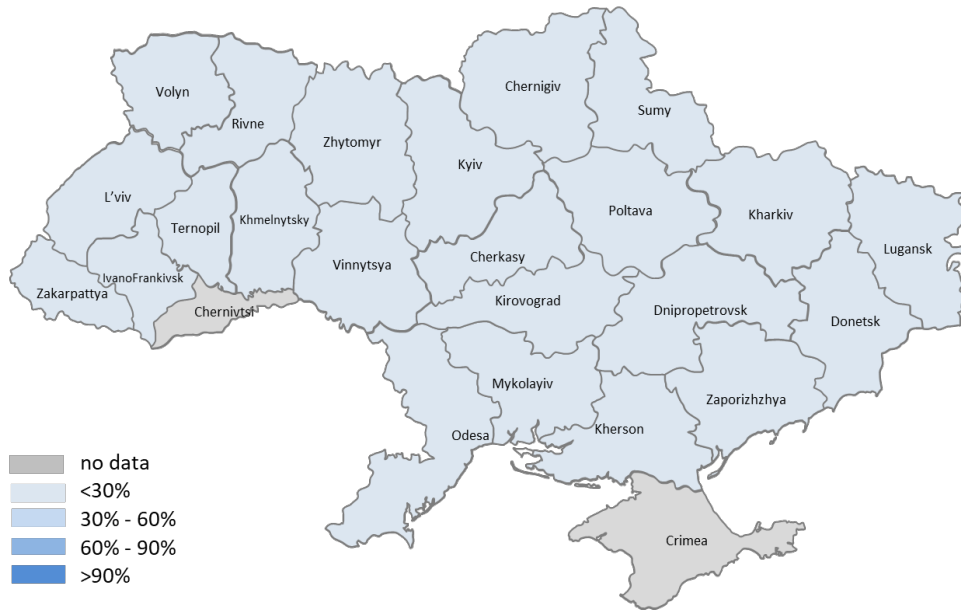 Chernigiv
Sumy
Volyn
Rivne
Zhytomyr
Kyiv
L'viv
Ternopil
Khmelnytsky
Poltava
Kharkiv
Lugansk
Cherkasy
Vinnytsya
IvanoFrankivsk
Zakarpattya
Chernivtsi
Kirovograd
Dnipropetrovsk
Donetsk
Mykolayiv
Zaporizhzhya
Odesa
Kherson
Crimea
no data
<30%
30% - 60%
60% - 90%
>90%